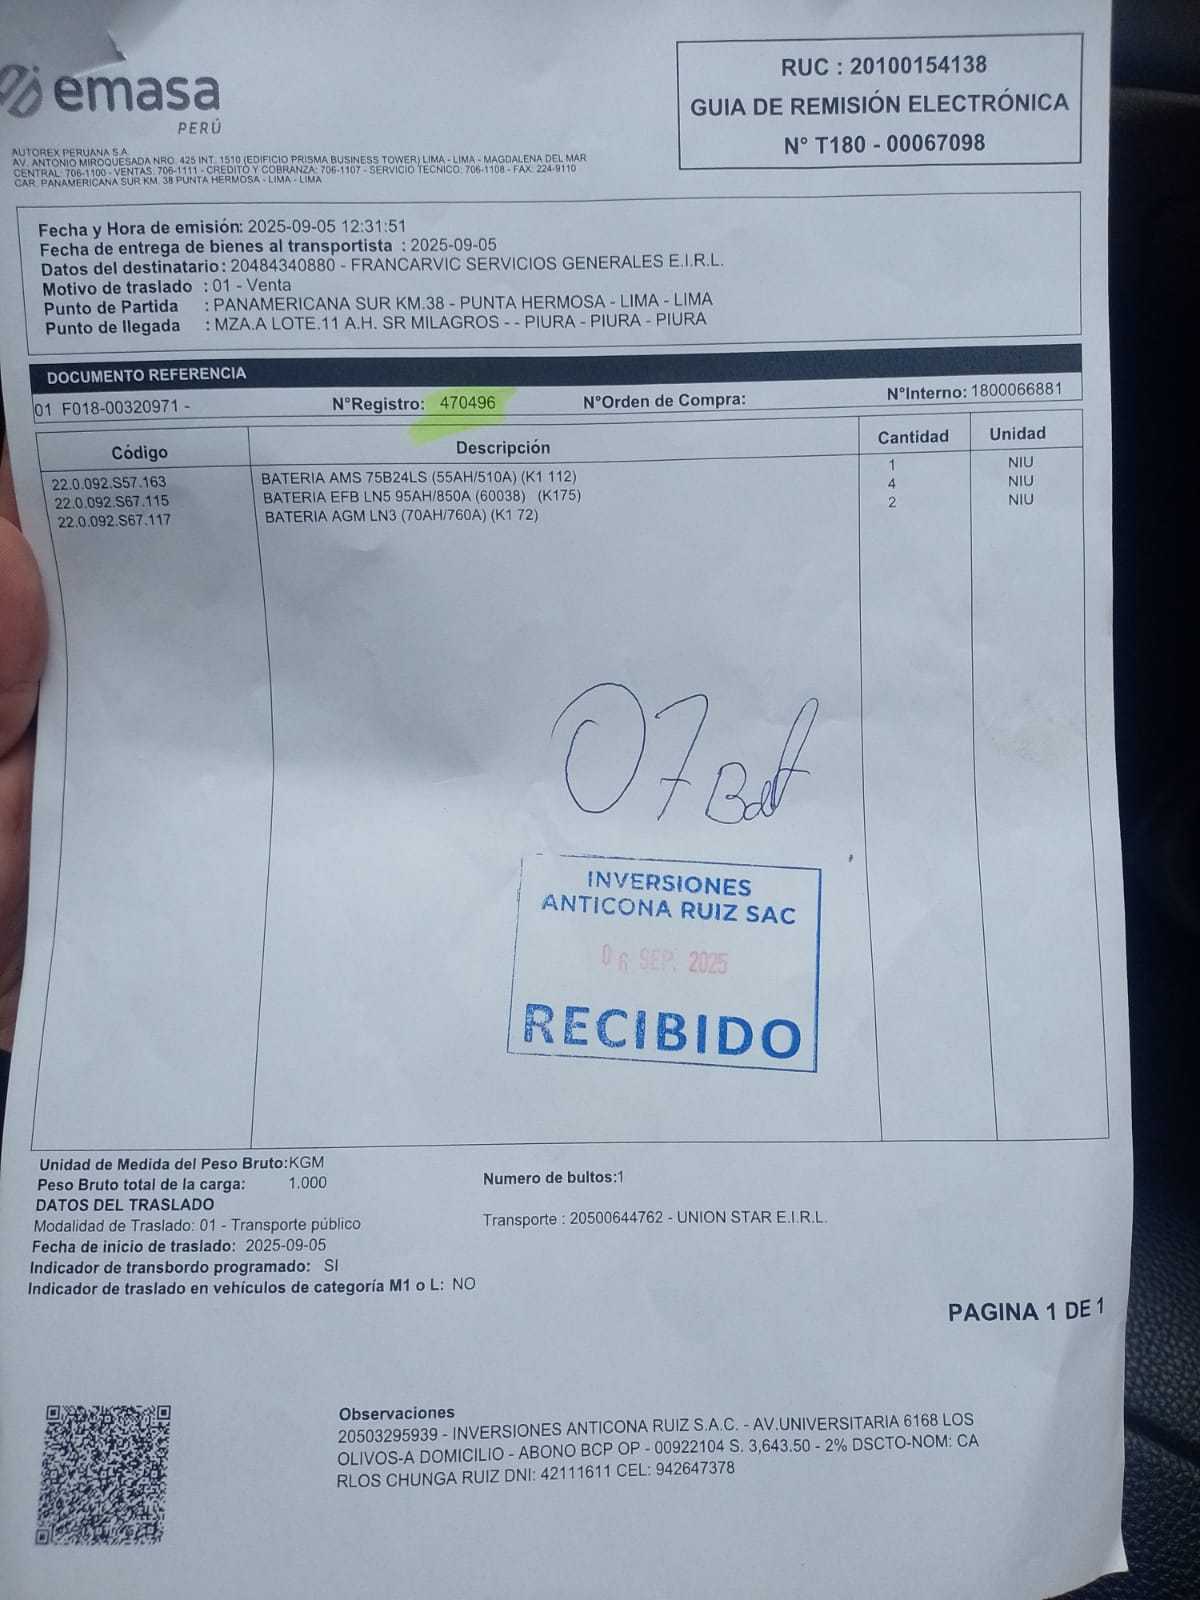 emasa
PERÚ
RUC : 20100154138
GUIA DE REMISIÓN ELECTRÓNICA
N° T180 - 00067098
AUTOREX PERUANA S.A.
AV. ANTONIO MIROQUESADA NRO. 425 INT. 1510 (EDIFICIO PRISMA BUSINESS TOWER) LIMA - LIMA - MAGDALENA DEL MAR
CENTRAL: 706-1100 - VENTAS: 706-1111 - CREDITO Y COBRANZA: 706-1107 - SERVICIO TECNICO: 706-1108 - FAX: 224-9110
CAR. PANAMERICANA SUR KM. 38 PUNTA HERMOSA - LIMA - LIMA
Fecha y Hora de emisión: 2025-09-05 12:31:51
Fecha de entrega de bienes al transportista : 2025-09-05
Datos del destinatario : 20484340880 - FRANCARVIC SERVICIOS GENERALES E.I.R.L.
Motivo de traslado : 01 - Venta
Punto de Partida : PANAMERICANA SUR KM.38 - PUNTA HERMOSA - LIMA - LIMA
Punto de llegada : MZA.A LOTE.11 A.H. SR MILAGROS - - PIURA - PIURA - PIURA
DOCUMENTO REFERENCIA
01 F018-00320971 - N°Registro: 470496 N°Orden de Compra: N°Interno: 1800066881
Código Descripción Cantidad Unidad
22.0.092.S57.163 BATERIA AMS 75B24LS (55AH/510A) (K1 112) 1 NIU
22.0.092.S67.115 BATERIA EFB LN5 95AH/850A (60038) (K175) 4 NIU
22.0.092.S67.117 BATERIA AGM LN3 (70AH/760A) (K1 72) 2 NIU
07 Bat
INVERSIONES
ANTICONA RUIZ SAC
06 SEP. 2025
RECIBIDO
Unidad de Medida del Peso Bruto:KGM
Peso Bruto total de la carga: 1.000
Numero de bultos:1
DATOS DEL TRASLADO
Modalidad de Traslado: 01 - Transporte público
Transporte : 20500644762 - UNION STAR E.I.R.L.
Fecha de inicio de traslado: 2025-09-05
Indicador de transbordo programado: SI
Indicador de traslado en vehículos de categoría M1 o L: NO
PAGINA 1 DE 1
Observaciones
20503295939 - INVERSIONES ANTICONA RUIZ S.A.C. - AV.UNIVERSITARIA 6168 LOS
OLIVOS-A DOMICILIO - ABONO BCP OP - 00922104 S. 3,643.50 - 2% DSCTO-NOM: CA
RLOS CHUNGA RUIZ DNI: 42111611 CEL: 942647378